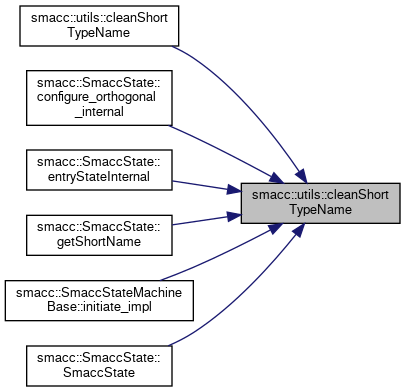 smacc::utils::cleanShort
TypeName
smacc::SmaccState::
configure_orthogonal
_internal
smacc::SmaccState::
entryStateInternal
smacc::utils::cleanShort
TypeName
smacc::SmaccState::
getShortName
smacc::SmaccStateMachine
Base::initiate_impl
smacc::SmaccState::
SmaccState